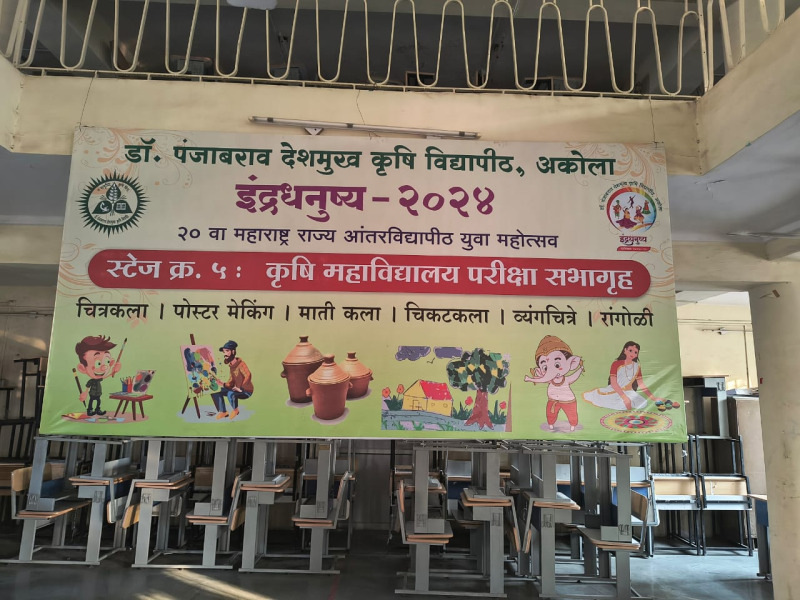 डॉ. पंजाबराव देशमुख कृषि विद्यापीठ, अकोला
इंद्रधनुष्य - २०२४
२० वा महाराष्ट्र राज्य आंतरविद्यापीठ युवा महोत्सव
इंद्रधनुष्य
स्टेज क्र. ५ : कृषि महाविद्यालय परीक्षा सभागृह
चित्रकला । पोस्टर मेकिंग । माती कला । चिकटकला । व्यंगचित्रे । रांगोळी